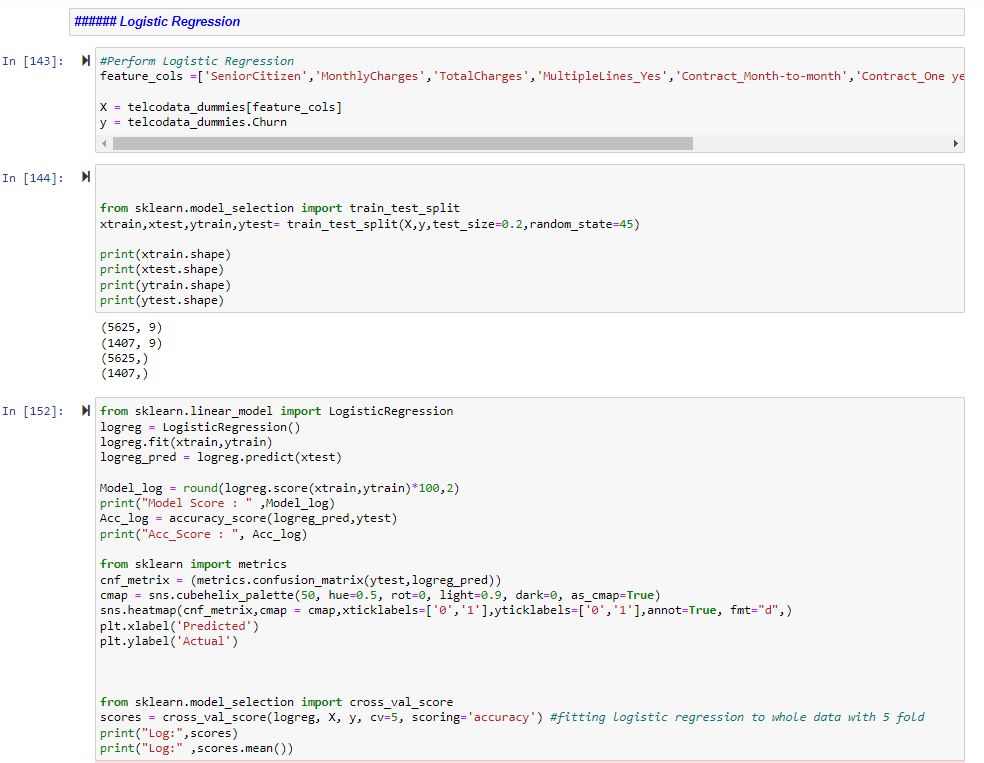 ###### Logistic Regression
In [143]:
#Perform Logistic Regression
feature_cols =['SeniorCitizen','MonthlyCharges','TotalCharges','MultipleLines_Yes','Contract_Month-to-month','Contract_One ye
X = telcodata_dummies[feature_cols]
y = telcodata_dummies.Churn
In [144]:
from sklearn.model_selection import train_test_split
xtrain,xtest,ytrain,ytest= train_test_split(X,y,test_size=0.2,random_state=45)
print(xtrain.shape)
print(xtest.shape)
print(ytrain.shape)
print(ytest.shape)
(5625, 9)
(1407, 9)
(5625,)
(1407,)
In [152]:
from sklearn.linear_model import LogisticRegression
logreg = LogisticRegression()
logreg.fit(xtrain,ytrain)
logreg_pred = logreg.predict(xtest)
Model_log = round(logreg.score(xtrain,ytrain)*100,2)
print("Model Score : " ,Model_log)
Acc_log = accuracy_score(logreg_pred,ytest)
print("Acc_Score : ", Acc_log)
from sklearn import metrics
cnf_metrix = (metrics.confusion_matrix(ytest,logreg_pred))
cmap = sns.cubehelix_palette(50, hue=0.5, rot=0, light=0.9, dark=0, as_cmap=True)
sns.heatmap(cnf_metrix,cmap = cmap,xticklabels=['0','1'],yticklabels=['0','1'],annot=True, fmt="d",)
plt.xlabel('Predicted')
plt.ylabel('Actual')
from sklearn.model_selection import cross_val_score
scores = cross_val_score(logreg, X, y, cv=5, scoring='accuracy') #fitting logistic regression to whole data with 5 fold
print("Log:",scores)
print("Log:" ,scores.mean())